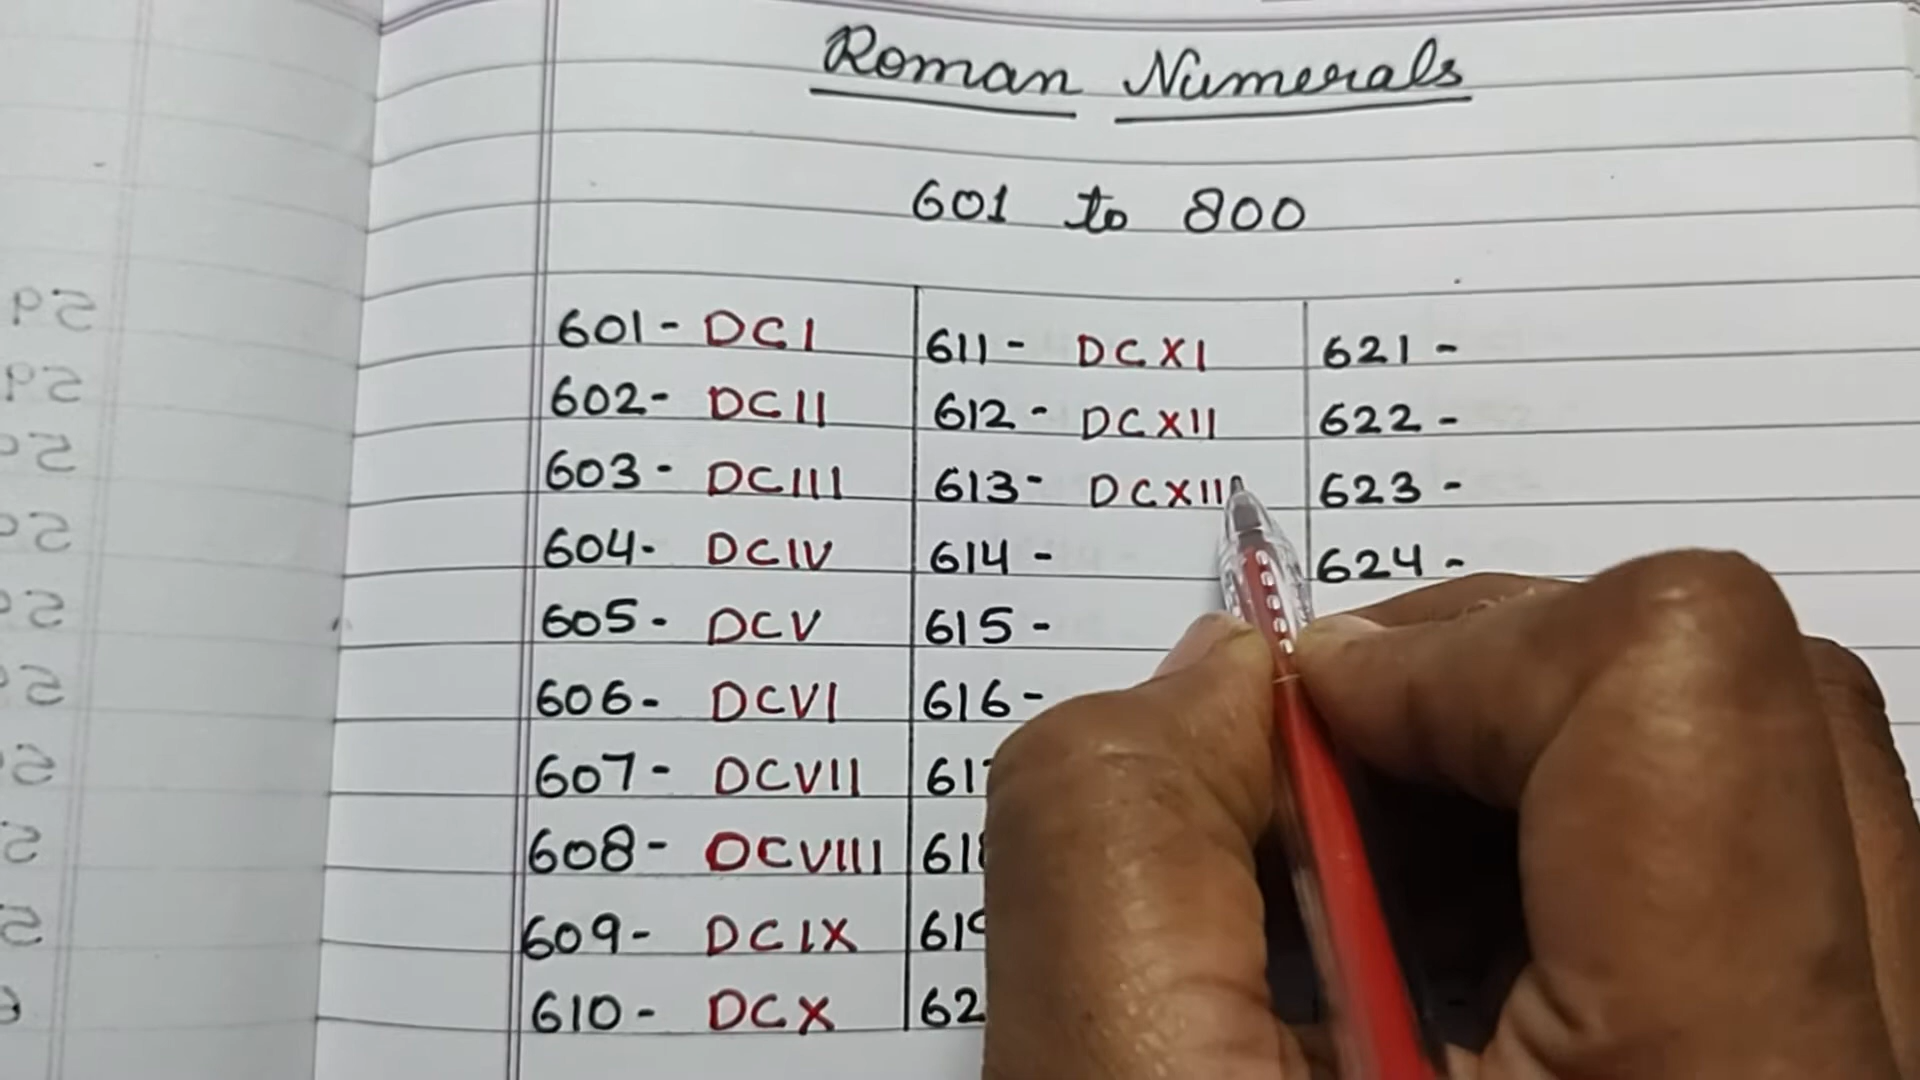 Roman Numerals
601 to 800
601 - DCI
602 - DCII
603 - DCIII
604 - DCIV
605 - DCV
606 - DCVI
607 - DCVII
608 - DCVIII
609 - DCIX
610 - DCX
611 - DCXI
612 - DCXII
613 - DCXII
614 -
615 -
616 -
621 -
622 -
623 -
624 -